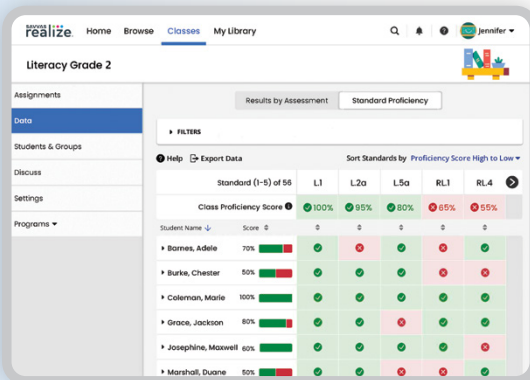 SAVVAS
realize. Home Browse Classes My Library Jennifer
Literacy Grade 2
Assignments
Data
Students & Groups
Discuss
Settings
Programs
Results by Assessment Standard Proficiency
FILTERS
Help Export Data Sort Standards by Proficiency Score High to Low
Standard (1-5) of 56 L.1 L.2a L.5a RL.1 RL.4
Class Proficiency Score 100% 95% 80% 65% 55%
Student Name Score
Barnes, Adele 70%
Burke, Chester 50%
Coleman, Marie 100%
Grace, Jackson 80%
Josephine, Maxwell 60%
Marshall, Duane 50%